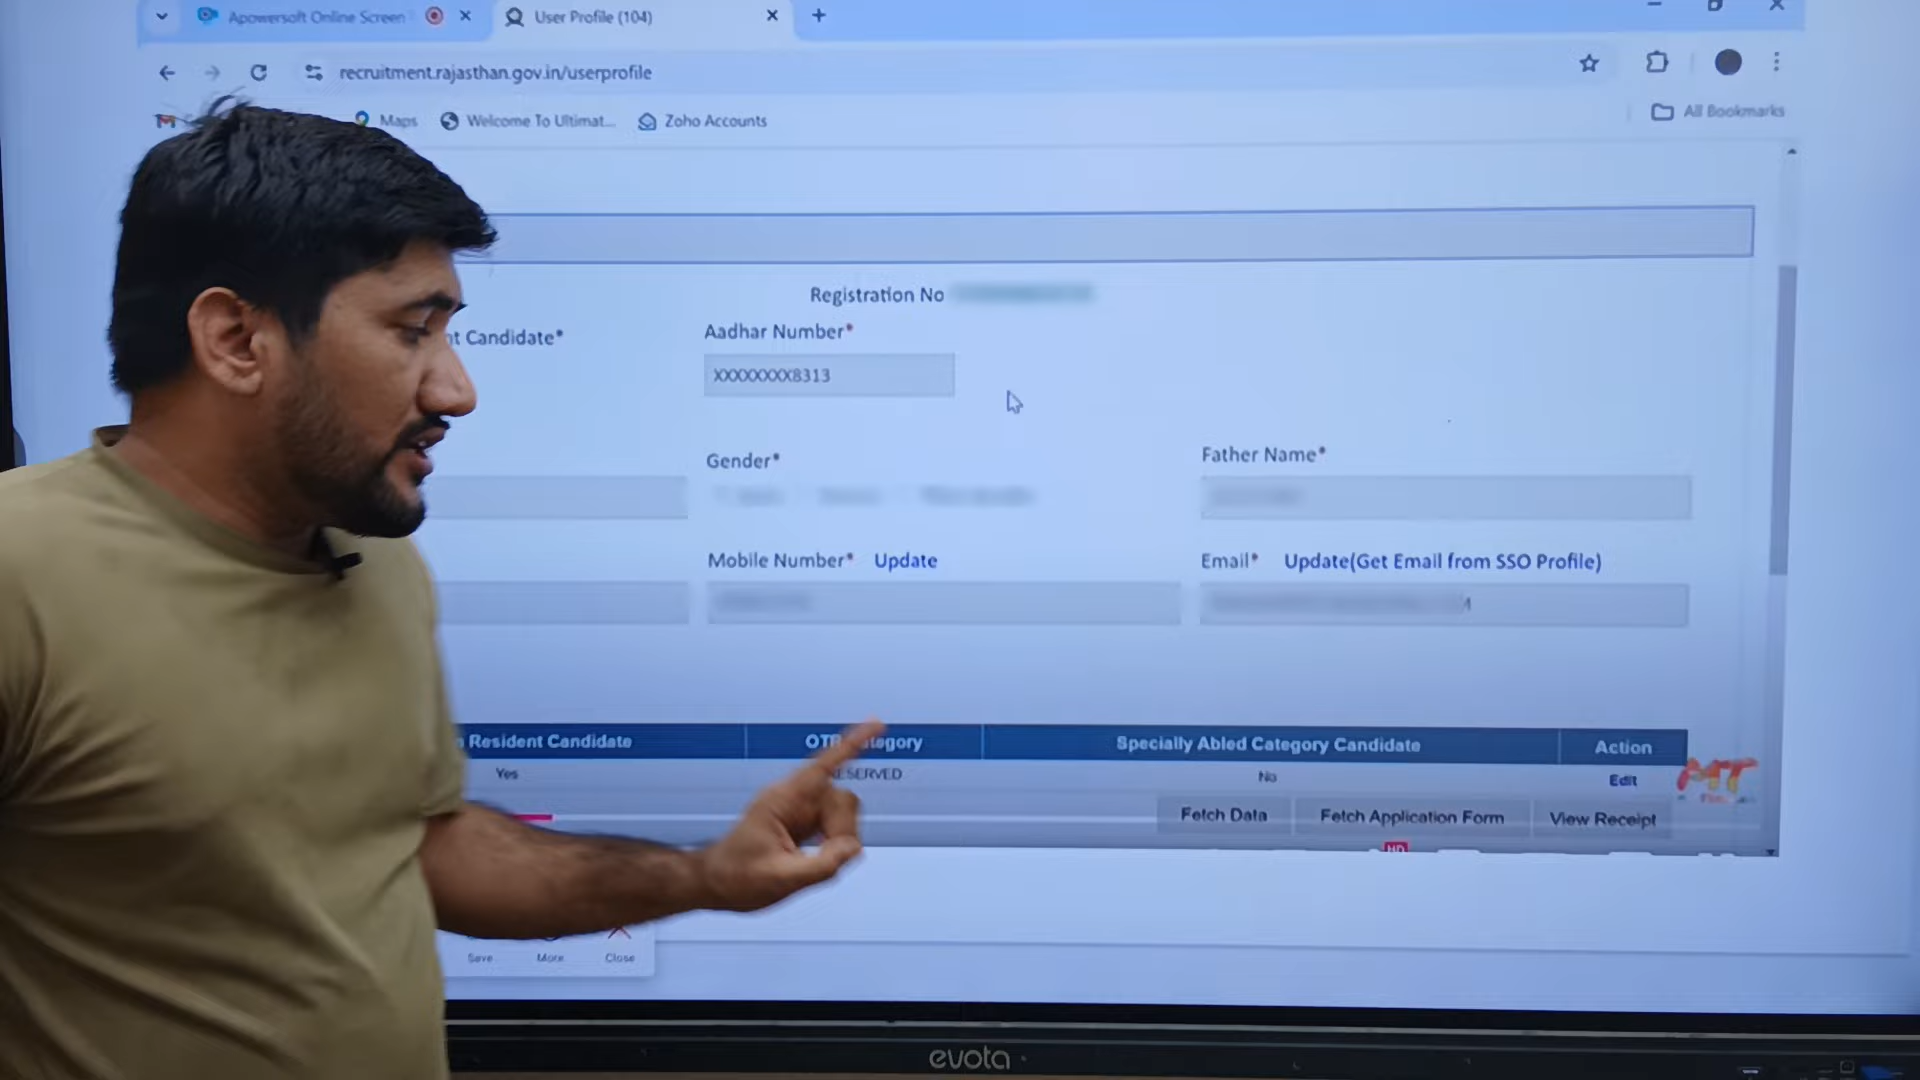 Apowersoft Online Screen
User Profile (104)
recruitment.rajasthan.gov.in/userprofile
Maps
Welcome To Ultimat...
Zoho Accounts
All Bookmarks
Registration No
t Candidate*
Aadhar Number*
XXXXXXXX8313
Gender*
Father Name*
Mobile Number* Update
Email* Update(Get Email from SSO Profile)
Resident Candidate
Specially Abled Category Candidate
Action
Yes
No
Edit
Fetch Data
Fetch Application Form
View Receipt
HD
Save
More
Close
evota